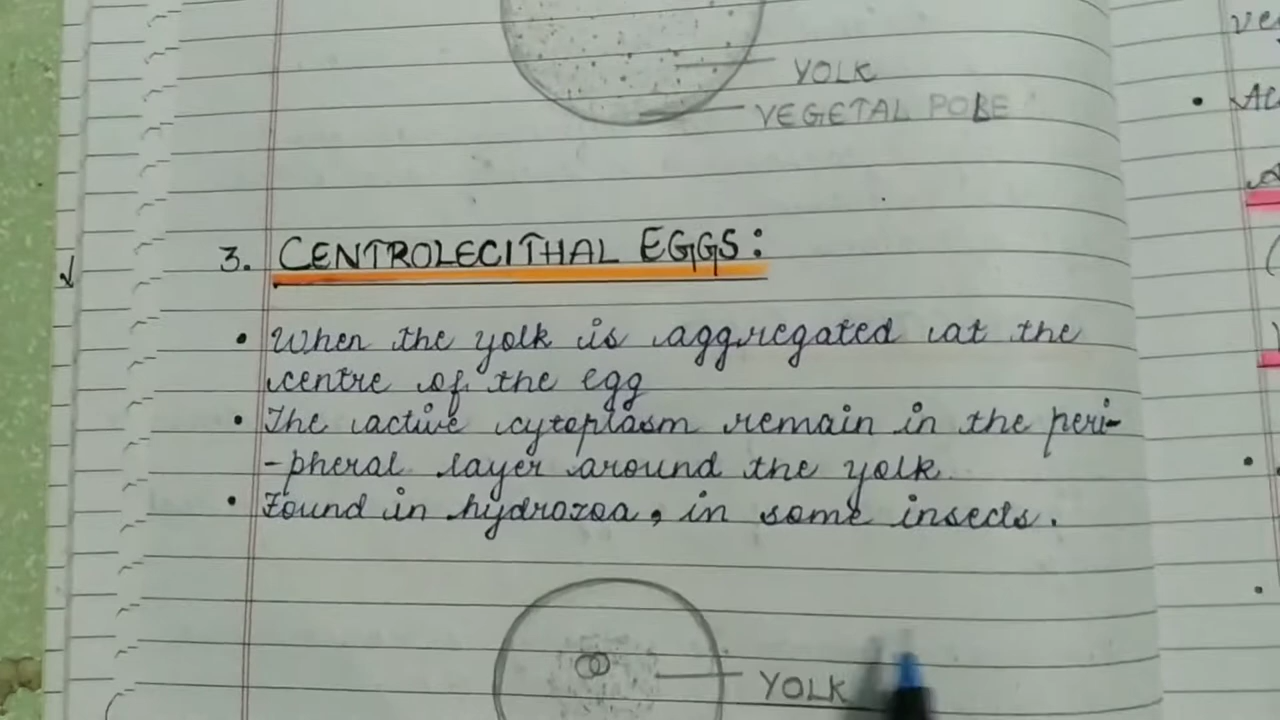 YOLK
VEGETAL POLE
3. CENTROLECITHAL EGGS:
• When the yolk is aggregated at the
centre of the egg
• The active cytoplasm remain in the peri-
-pheral layer around the yolk.
• Found in hydrozoa, in some insects.
YOLK